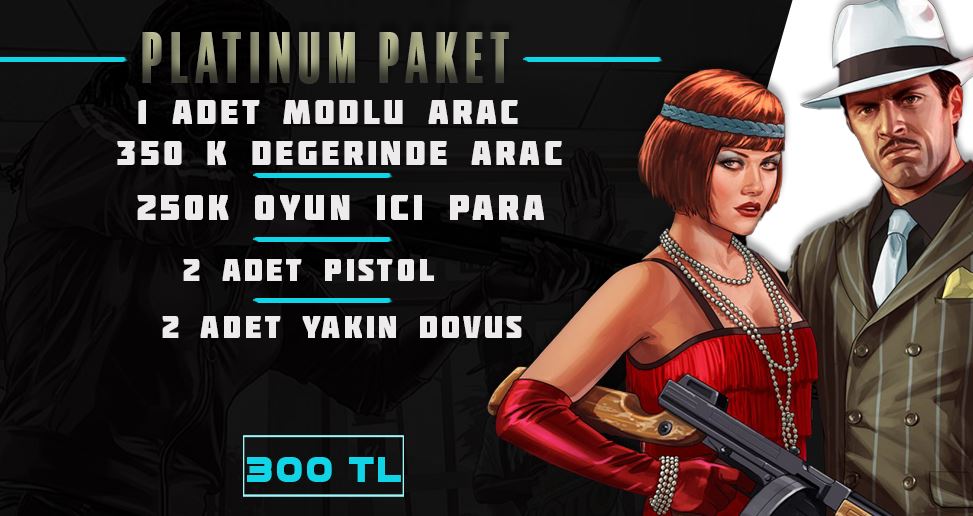 PLATINUM PAKET
1 ADET MODLU ARAC
350 K DEGERINDE ARAC
250K OYUN ICI PARA
2 ADET PISTOL
2 ADET YAKIN DOVUS
300 TL